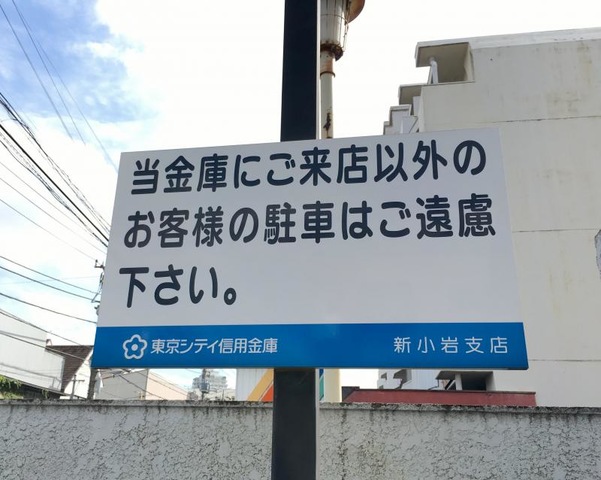 当金庫にご来店以外の
お客様の駐車はご遠慮
下さい。
東京シティ信用金庫 新小岩支店